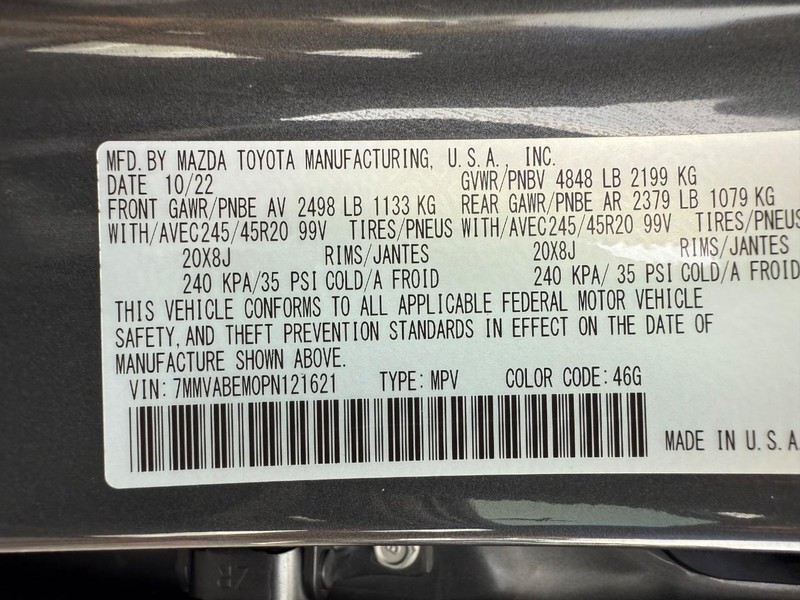 MFD. BY MAZDA TOYOTA MANUFACTURING, U.S.A., INC.
DATE 10/22 GVWR/PNBV 4848 LB 2199 KG
FRONT GAWR/PNBE AV 2498 LB 1133 KG REAR GAWR/PNBE AR 2379 LB 1079 KG
WITH/AVEC 245/45R20 99V TIRES/PNEUS WITH/AVEC 245/45R20 99V TIRES/PNEUS
20X8J RIMS/JANTES 20X8J RIMS/JANTES
240 KPA/35 PSI COLD/A FROID 240 KPA/ 35 PSI COLD/A FROID
THIS VEHICLE CONFORMS TO ALL APPLICABLE FEDERAL MOTOR VEHICLE
SAFETY, AND THEFT PREVENTION STANDARDS IN EFFECT ON THE DATE OF
MANUFACTURE SHOWN ABOVE.
VIN: 7MMVABEM0PN121621 TYPE: MPV COLOR CODE: 46G
MADE IN U.S.A.